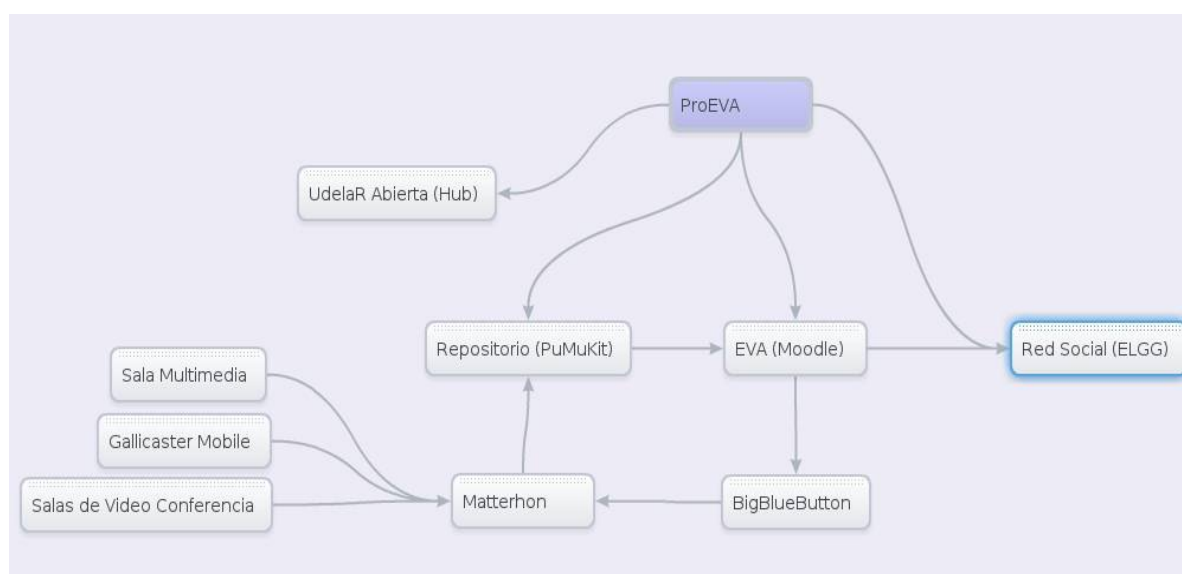 ProEVA
UdelaR Abierta (Hub)
Repositorio (PuMuKit)
EVA (Moodle)
Red Social (ELGG)
Sala Multimedia
Gallicaster Mobile
Salas de Video Conferencia
Matterhon
BigBlueButton